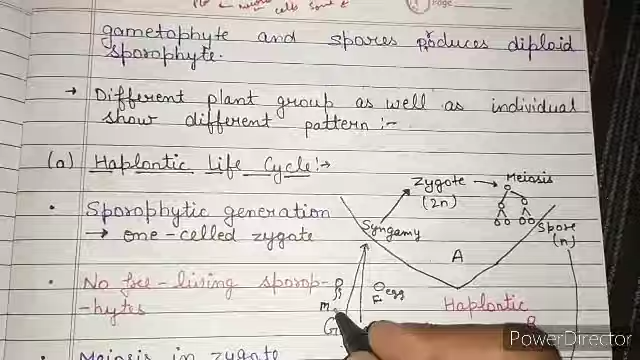 Page
gametophyte and spores produces diploid
sporophyte.
→ Different plant group as well as individual
show different pattern :-
(a) Haplontic Life Cycle :→
• Sporophytic generation
→ one-celled zygote
• No free-living sporop-
-hytes
• Meiosis in zygote
Zygote → Meiosis
(2n)
Syngamy
Spore
(n)
A
egg
F
m
Haplontic
PowerDirector